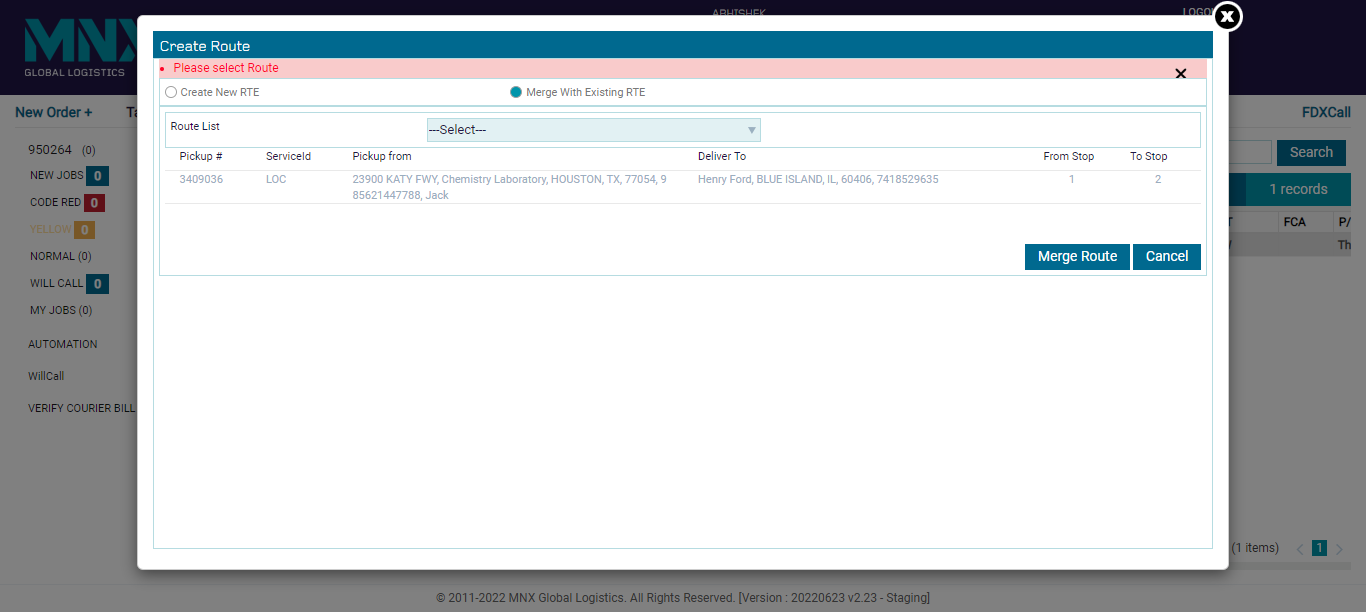 ABHISHEK
MNX
GLOBAL LOGISTICS
Create Route
Please select Route
Create New RTE
Merge With Existing RTE
New Order +
FDXCall
Route List
---Select---
950264 (0)
Search
Pickup # ServiceId Pickup from Deliver To From Stop To Stop
NEW JOBS 0
3409036 LOC 23900 KATY FWY, Chemistry Laboratory, HOUSTON, TX, 77054, 9 Henry Ford, BLUE ISLAND, IL, 60406, 7418529635 1 2
85621447788, Jack
1 records
CODE RED 0
FCA P/
YELLOW 0
Th
NORMAL (0)
Merge Route Cancel
WILL CALL 0
MY JOBS (0)
AUTOMATION
WillCall
VERIFY COURIER BILL
(1 items) 1
© 2011-2022 MNX Global Logistics. All Rights Reserved. [Version : 20220623 v2.23 - Staging]